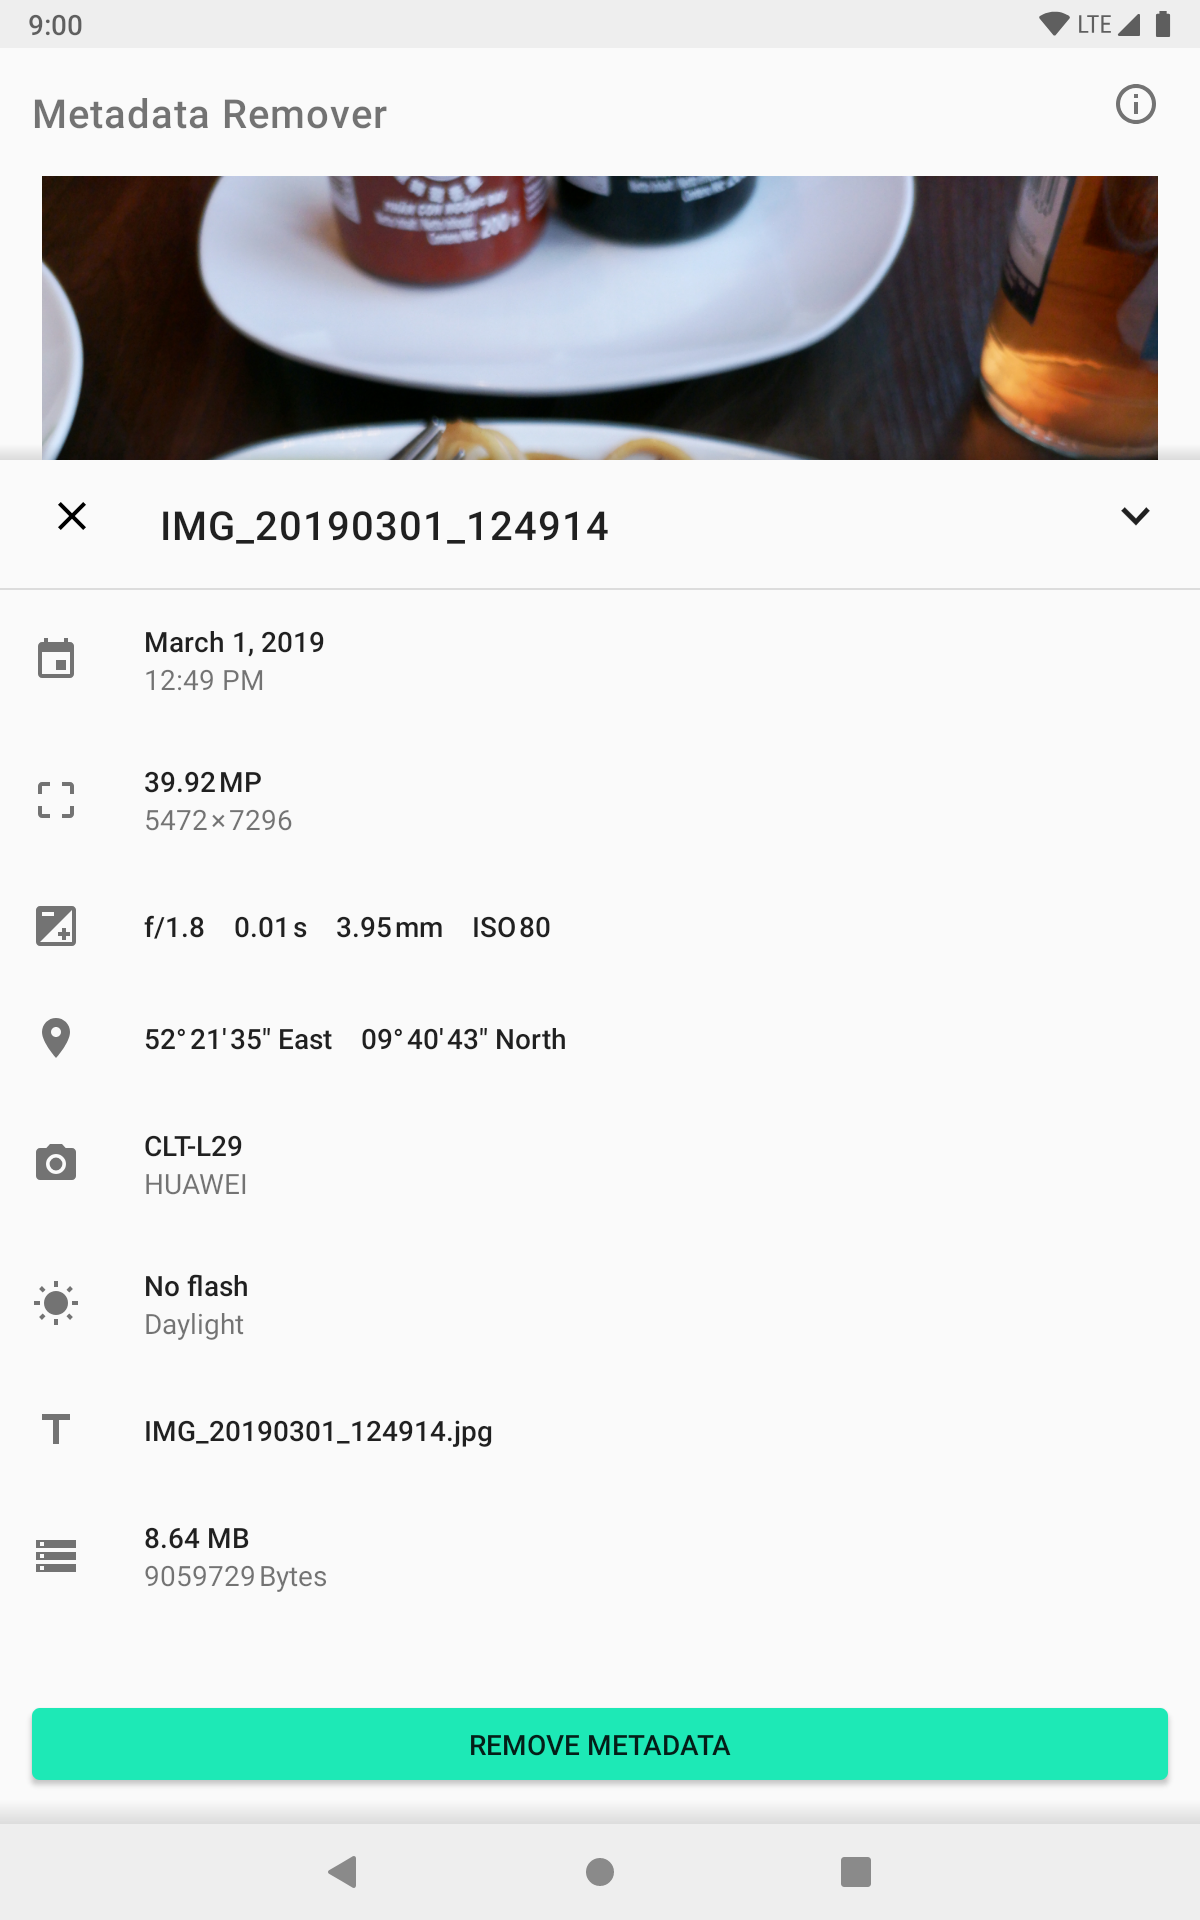 9:00 LTE
Metadata Remover
200
IMG_20190301_124914
March 1, 2019
12:49 PM
39.92 MP
5472×7296
f/1.8 0.01 s 3.95 mm ISO 80
52° 21' 35" East 09° 40' 43" North
CLT-L29
HUAWEI
No flash
Daylight
IMG_20190301_124914.jpg
8.64 MB
9059729 Bytes
REMOVE METADATA